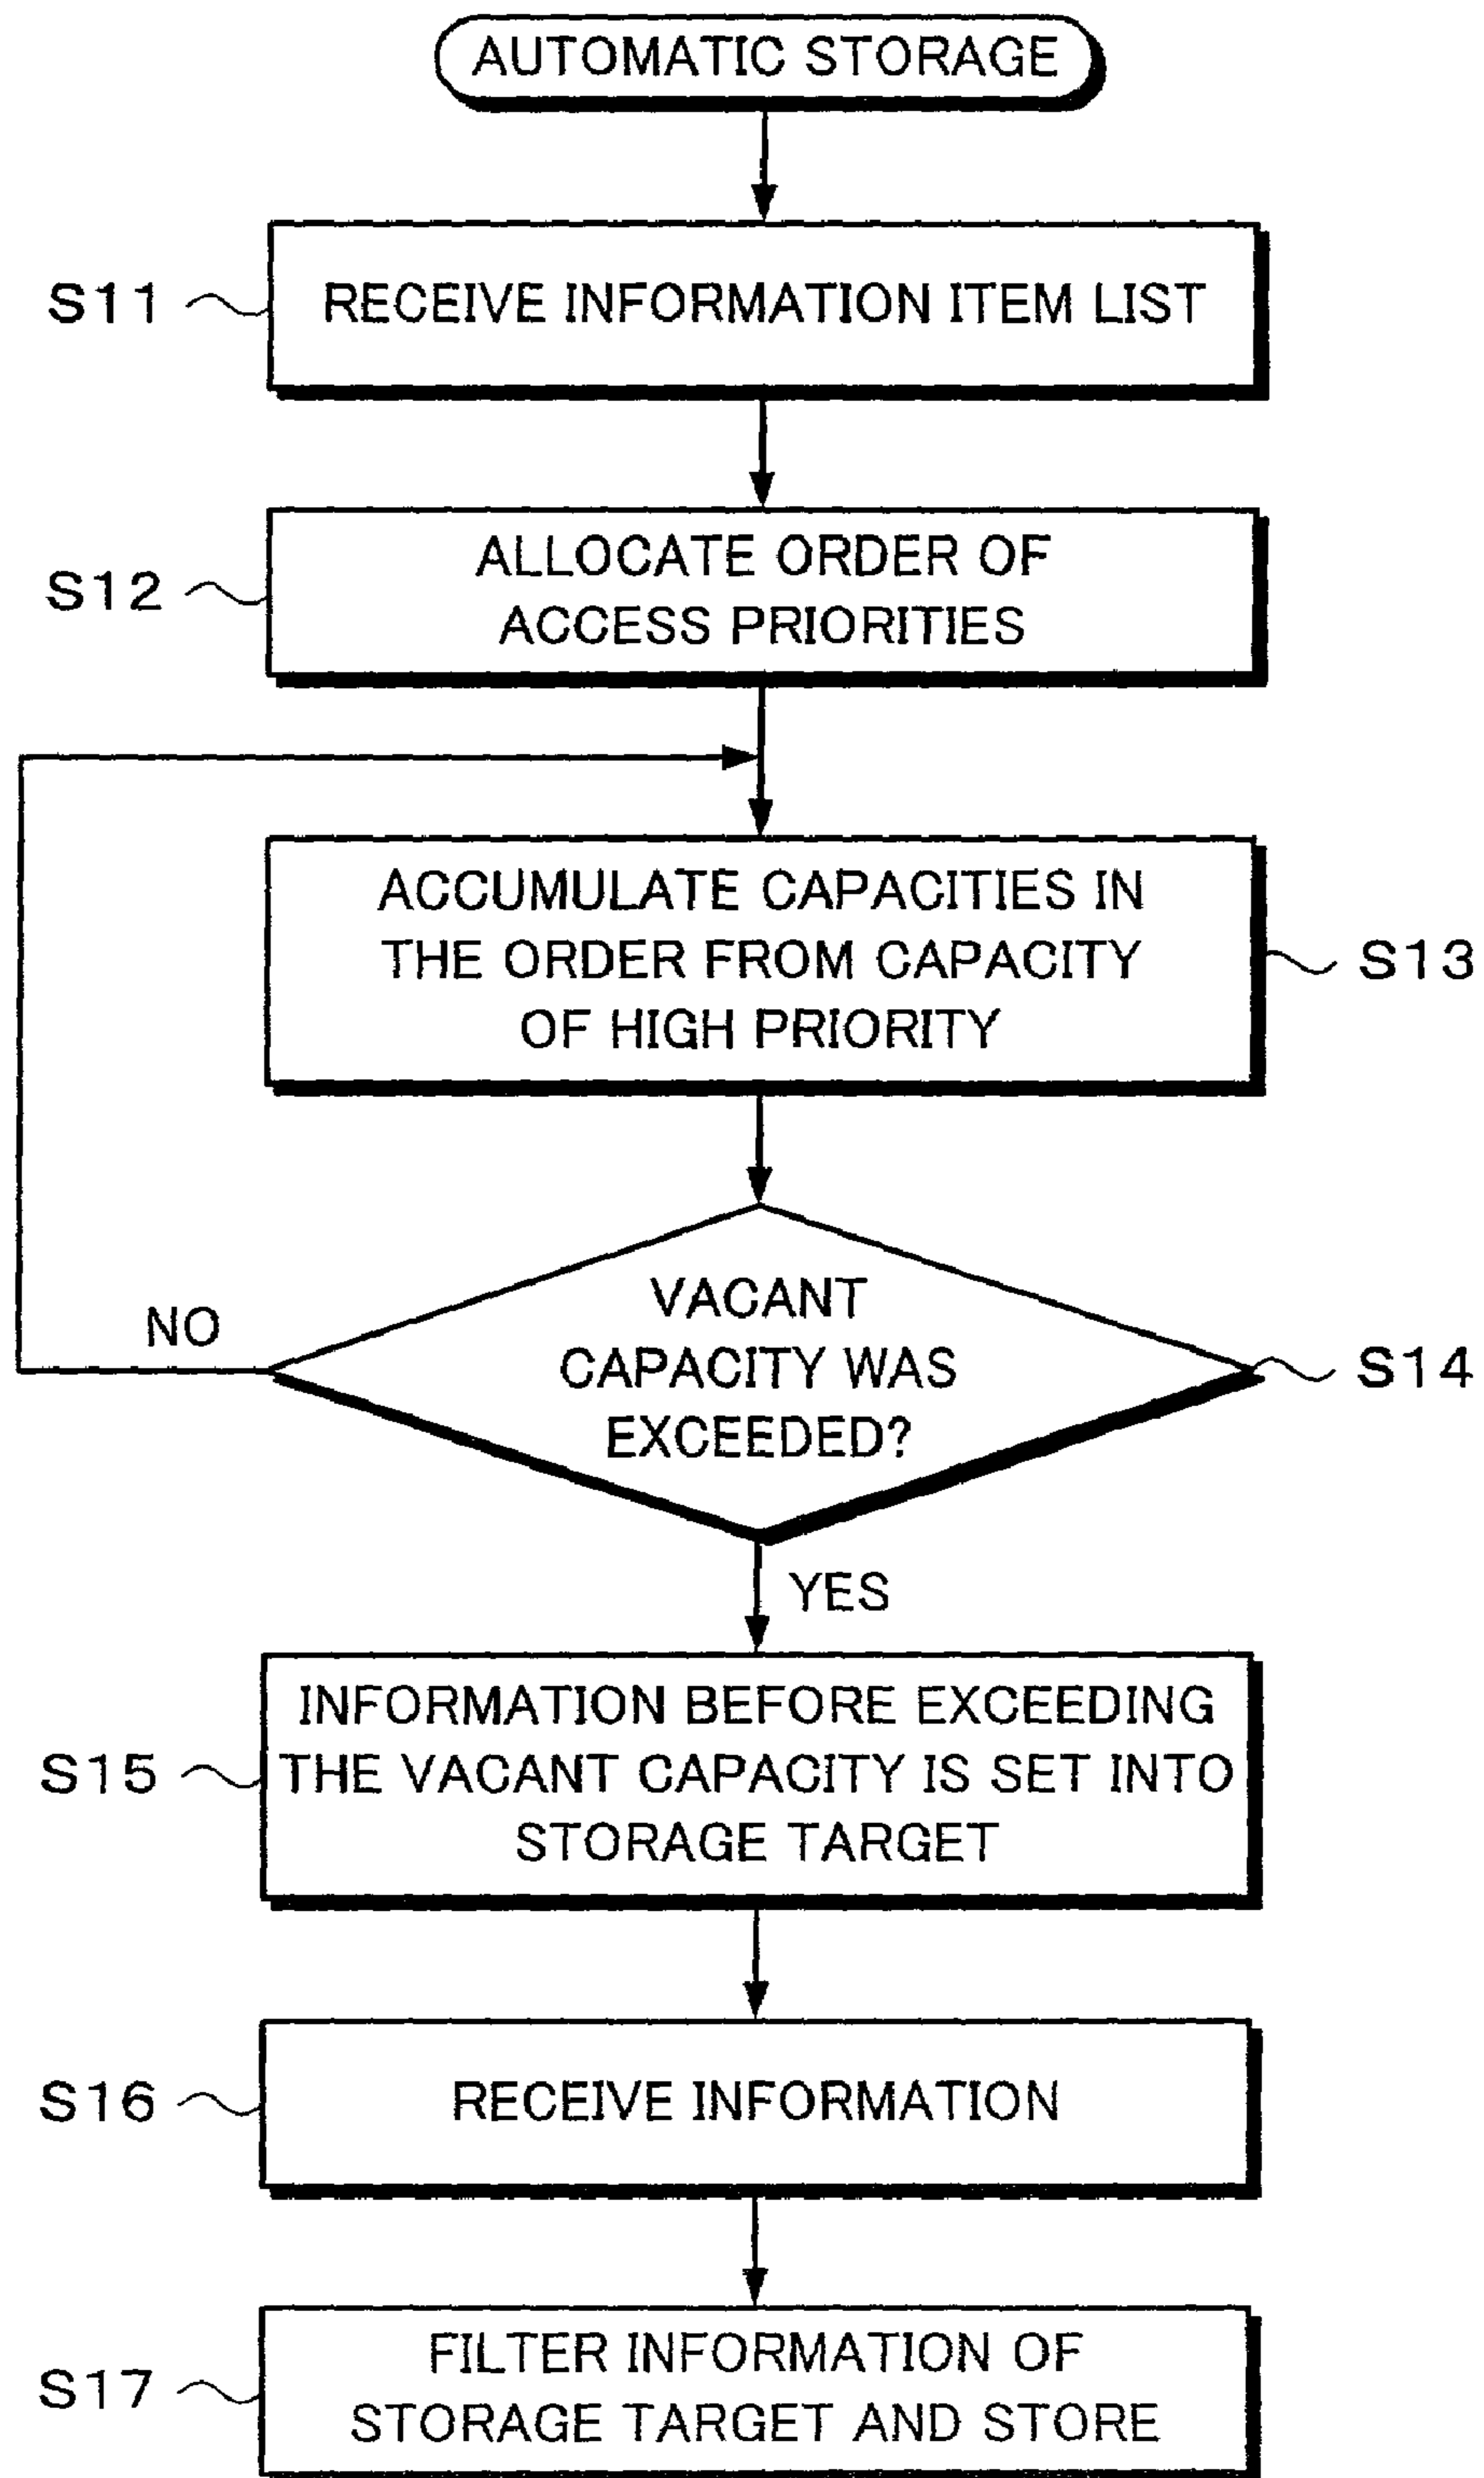 AUTOMATIC STORAGE
S11
RECEIVE INFORMATION ITEM LIST
S12
ALLOCATE ORDER OF
ACCESS PRIORITIES
ACCUMULATE CAPACITIES IN
THE ORDER FROM CAPACITY
OF HIGH PRIORITY
S13
NO
VACANT
CAPACITY WAS
EXCEEDED?
S14
YES
S15
INFORMATION BEFORE EXCEEDING
THE VACANT CAPACITY IS SET INTO
STORAGE TARGET
S16
RECEIVE INFORMATION
S17
FILTER INFORMATION OF
STORAGE TARGET AND STORE